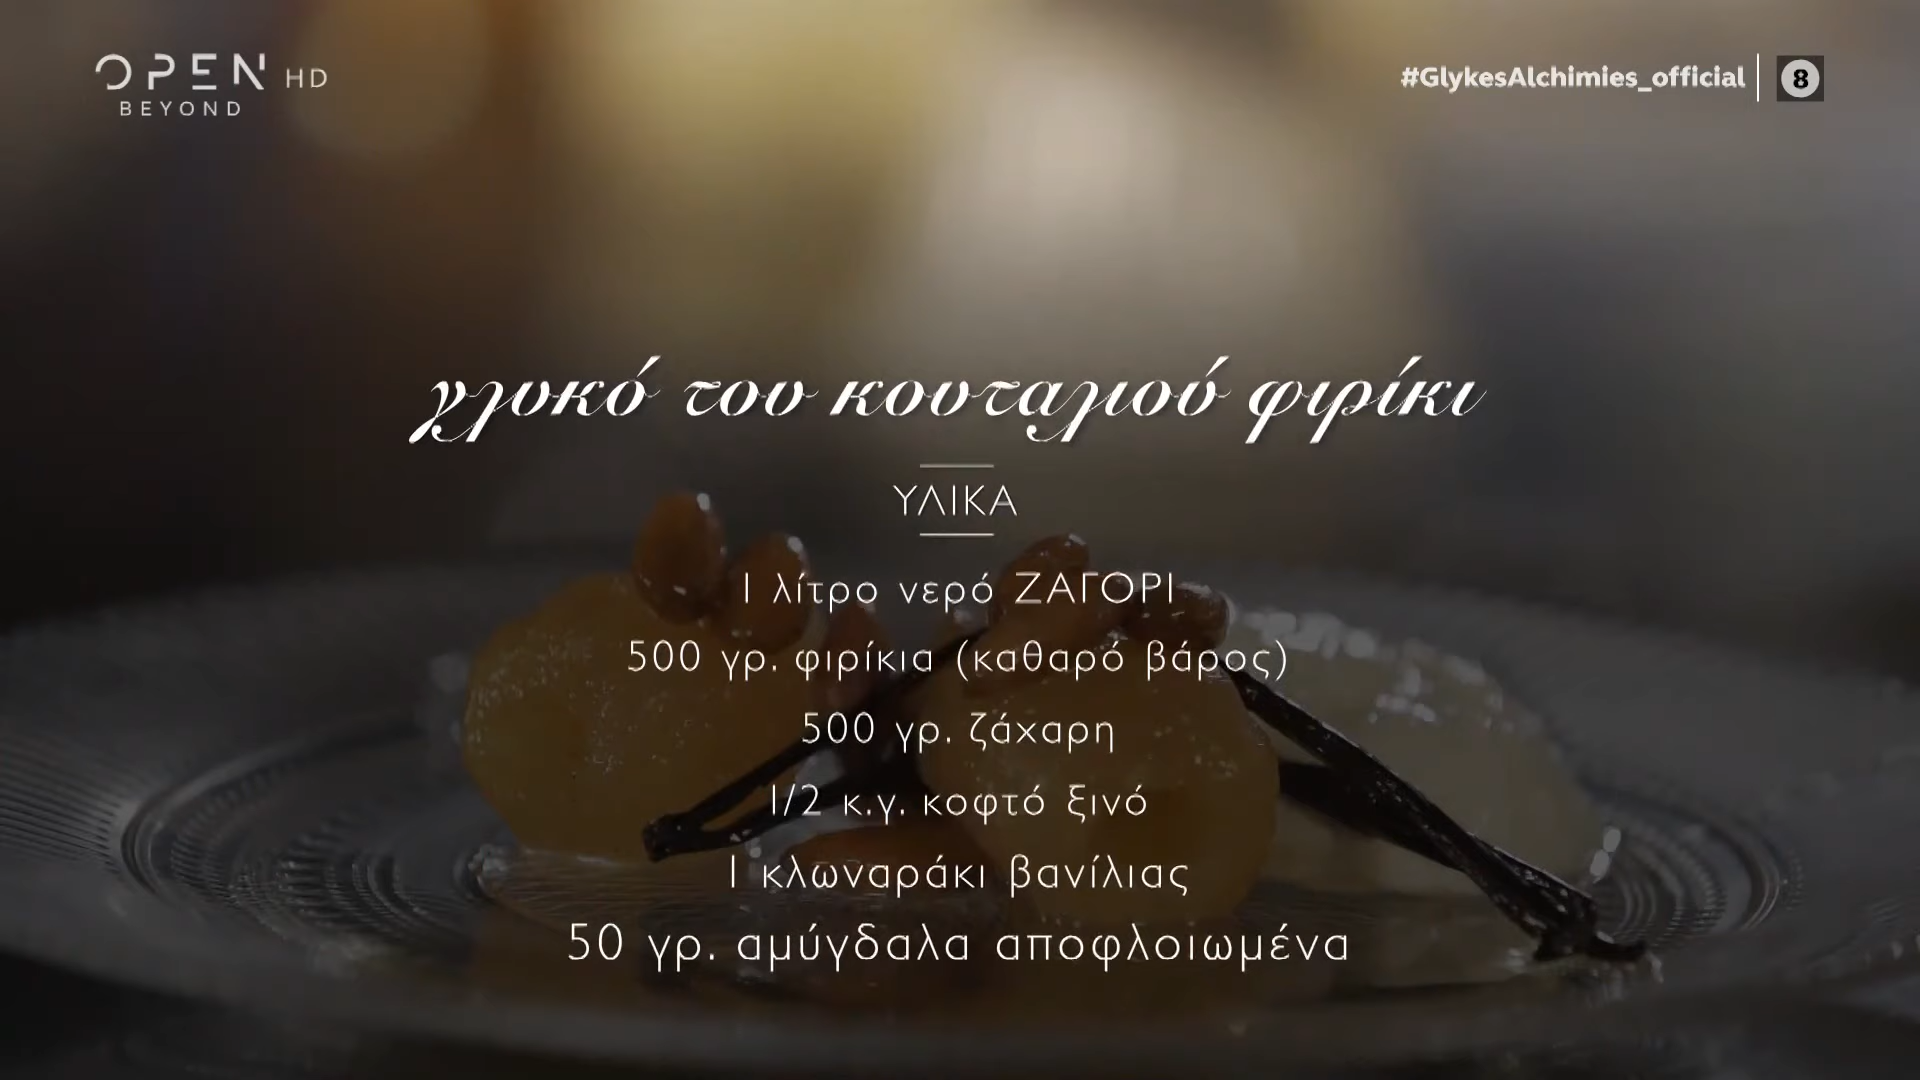 OPEN HD
BEYOND
#GlykesAlchimies_official
8
γλυκό του κουταλιού φιρίκι
ΥΛΙΚΑ
1 λίτρο νερό ΖΑΓΟΡΙ
500 γρ. φιρίκια (καθαρό βάρος)
500 γρ. ζάχαρη
1/2 κ.γ. κοφτό ξινό
1 κλωναράκι βανίλιας
50 γρ. αμύγδαλα αποφλοιωμένα